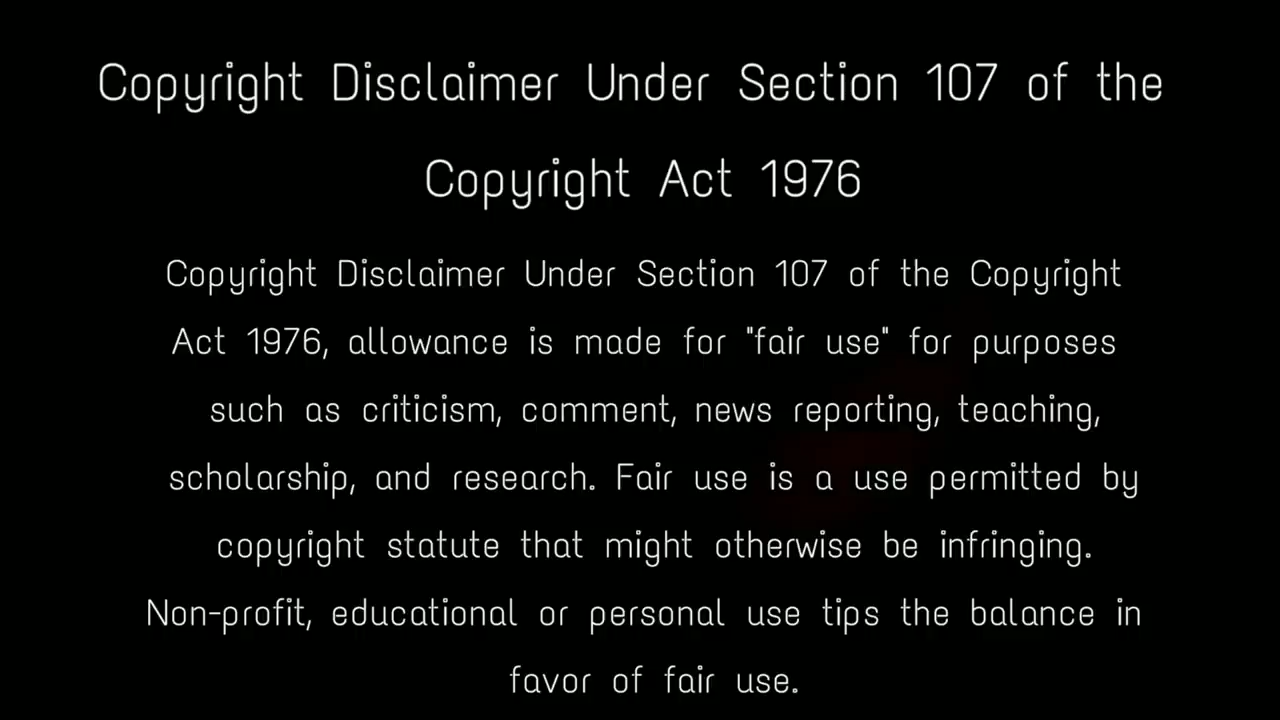 Copyright Disclaimer Under Section 107 of the
Copyright Act 1976
Copyright Disclaimer Under Section 107 of the Copyright
Act 1976, allowance is made for "fair use" for purposes
such as criticism, comment, news reporting, teaching,
scholarship, and research. Fair use is a use permitted by
copyright statute that might otherwise be infringing.
Non-profit, educational or personal use tips the balance in
favor of fair use.